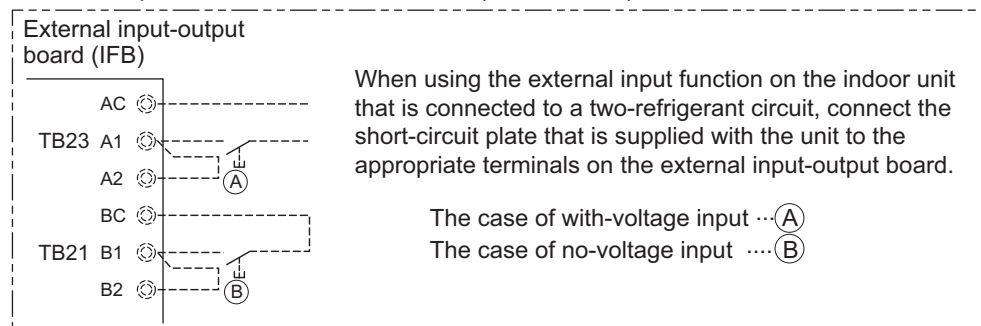 External input-output
board (IFB)
AC
TB23 A1
A2
BC
TB21 B1
B2
A
B
When using the external input function on the indoor unit
that is connected to a two-refrigerant circuit, connect the
short-circuit plate that is supplied with the unit to the
appropriate terminals on the external input-output board.
The case of with-voltage input ···Ⓐ
The case of no-voltage input ····Ⓑ